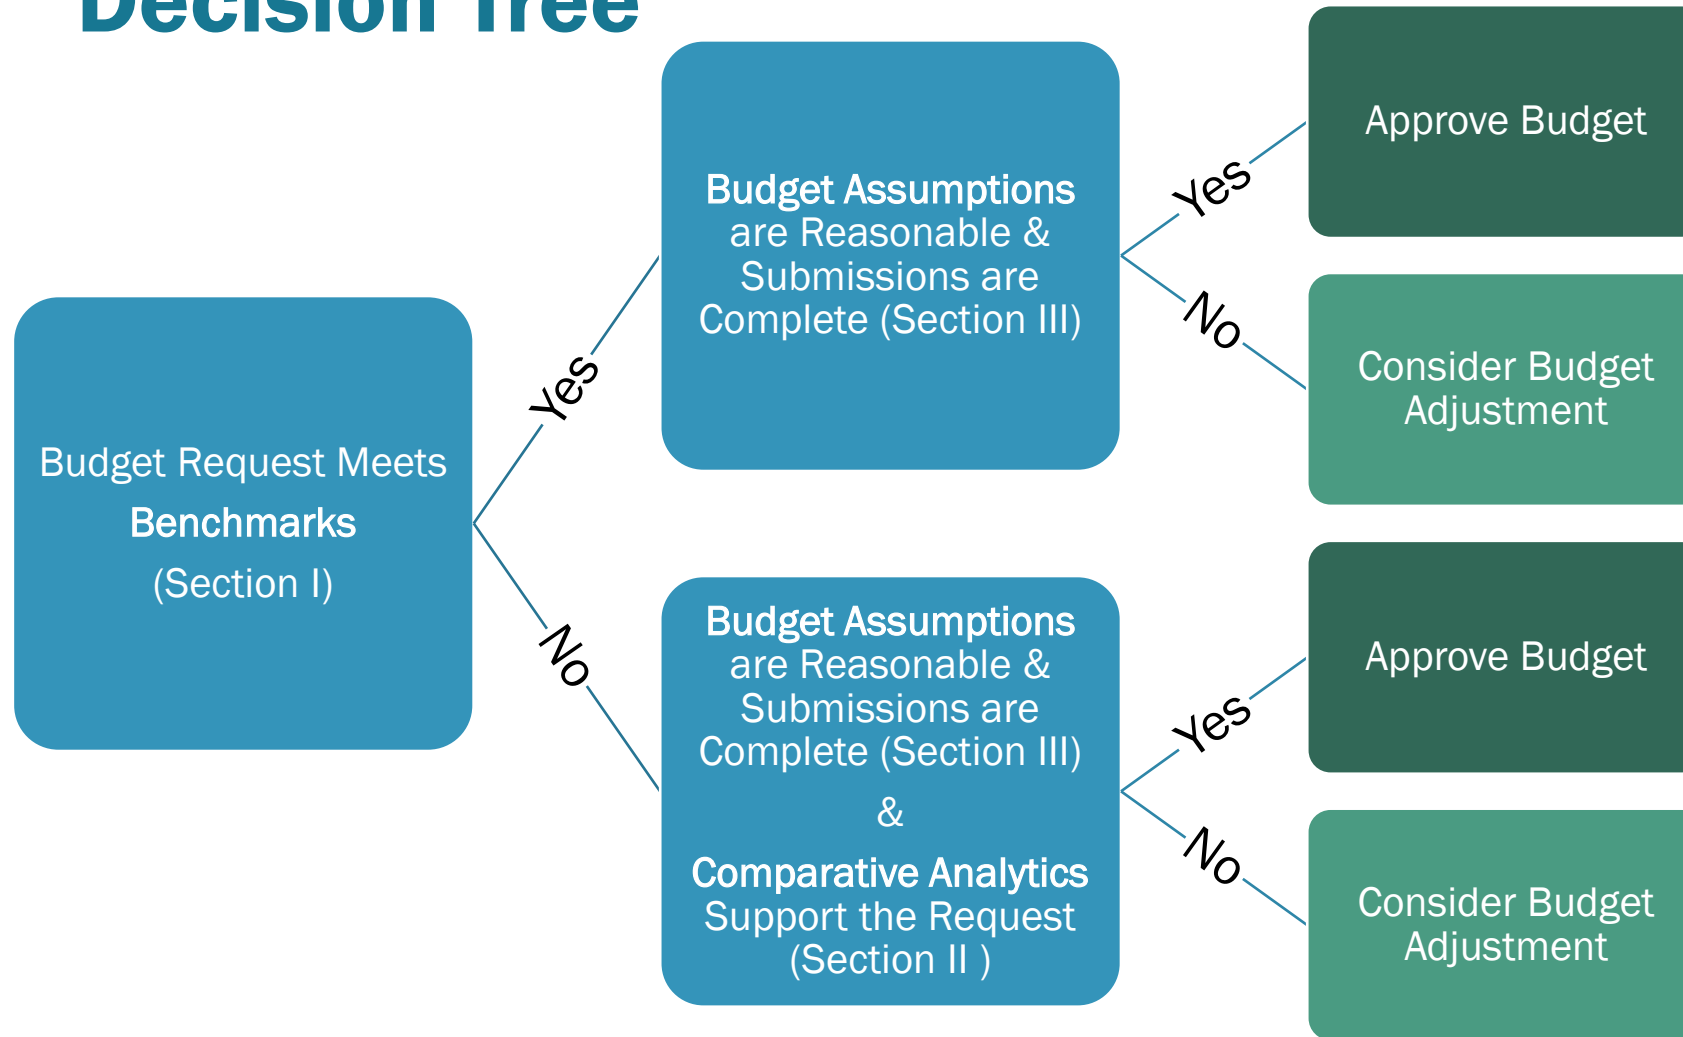 Decision Tree
Budget Request Meets
Benchmarks
(Section I)
Yes
No
Budget Assumptions
are Reasonable &
Submissions are
Complete (Section III)
Yes
No
Approve Budget
Consider Budget
Adjustment
Budget Assumptions
are Reasonable &
Submissions are
Complete (Section III)
&
Comparative Analytics
Support the Request
(Section II )
Yes
No
Approve Budget
Consider Budget
Adjustment